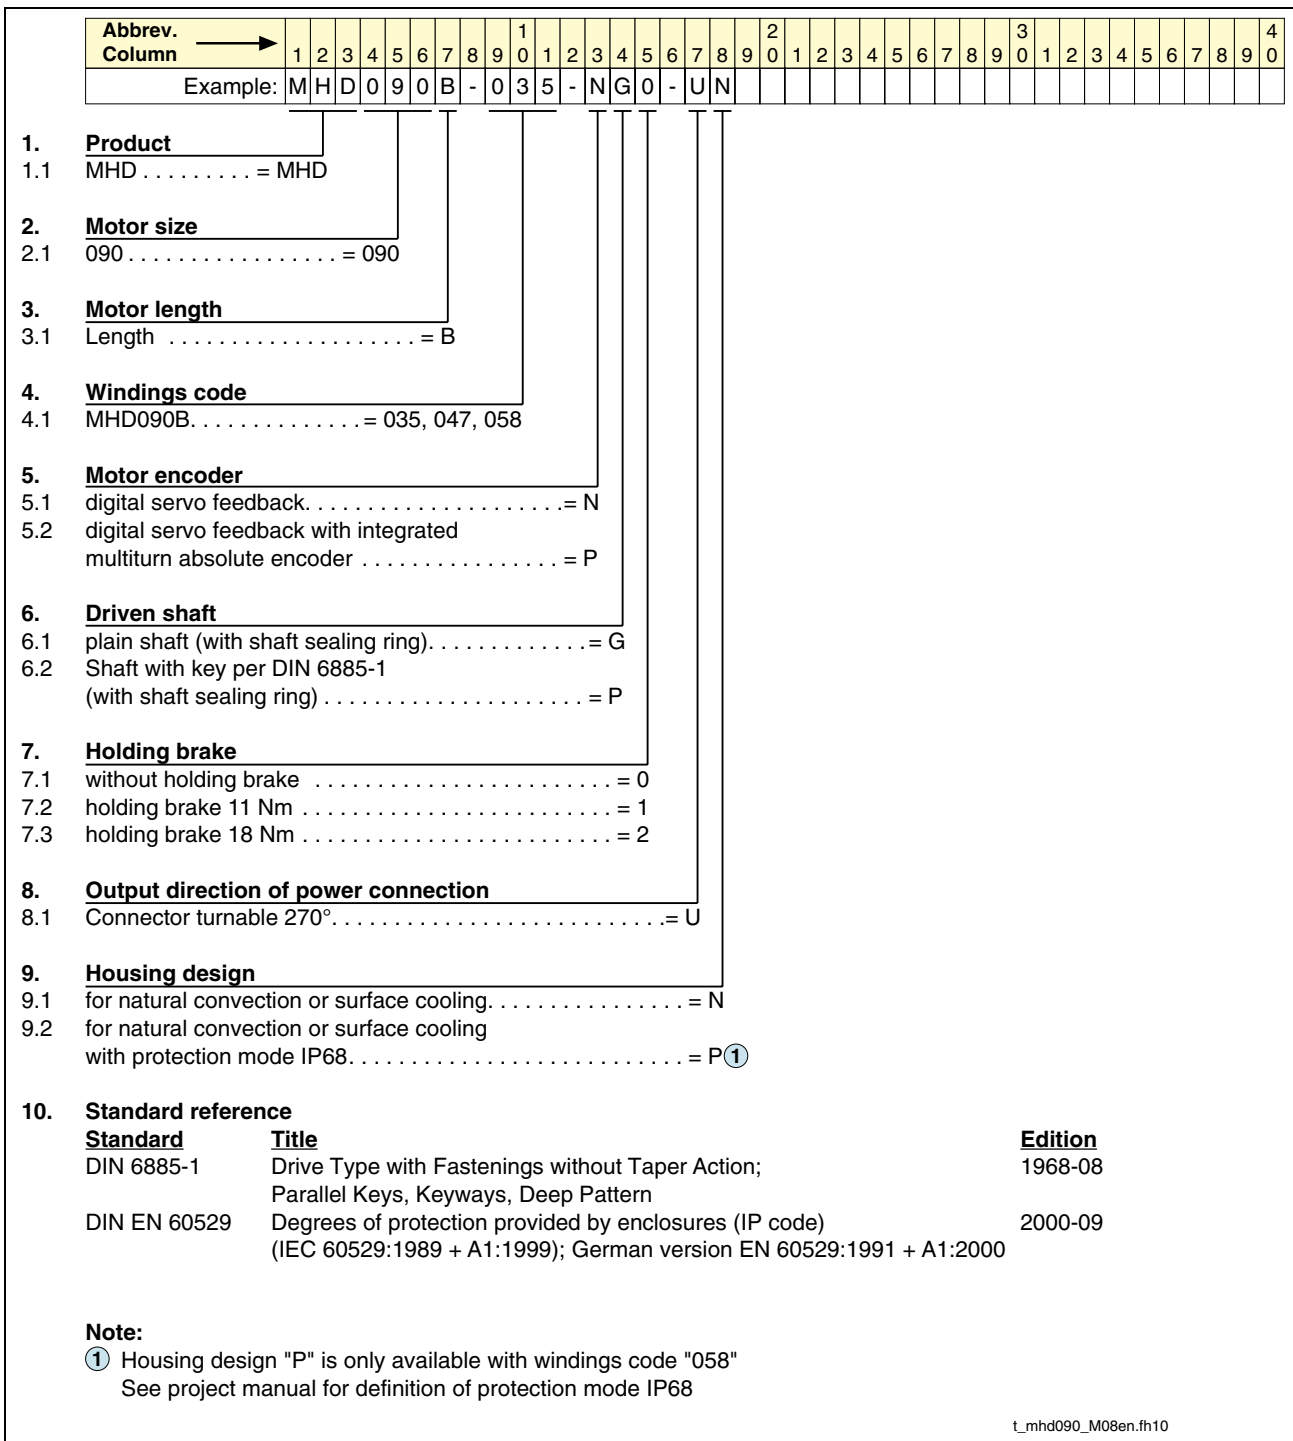 Abbrev.
Column 1 2 3 4 5 6 7 8 9 10 1 2 3 4 5 6 7 8 9 20 1 2 3 4 5 6 7 8 9 30 1 2 3 4 5 6 7 8 9 40
Example: M H D 0 9 0 B - 0 3 5 - N G 0 - U N
1. Product
1.1 MHD . . . . . . . . . = MHD
2. Motor size
2.1 090 . . . . . . . . . . . . . . . . . = 090
3. Motor length
3.1 Length . . . . . . . . . . . . . . . . . . . . = B
4. Windings code
4.1 MHD090B. . . . . . . . . . . . . . = 035, 047, 058
5. Motor encoder
5.1 digital servo feedback. . . . . . . . . . . . . . . . . . . . .= N
5.2 digital servo feedback with integrated
multiturn absolute encoder . . . . . . . . . . . . . . . . = P
6. Driven shaft
6.1 plain shaft (with shaft sealing ring). . . . . . . . . . . . . = G
6.2 Shaft with key per DIN 6885-1
(with shaft sealing ring) . . . . . . . . . . . . . . . . . . . . . = P
7. Holding brake
7.1 without holding brake . . . . . . . . . . . . . . . . . . . . . . . . = 0
7.2 holding brake 11 Nm . . . . . . . . . . . . . . . . . . . . . . . . . = 1
7.3 holding brake 18 Nm . . . . . . . . . . . . . . . . . . . . . . . . . = 2
8. Output direction of power connection
8.1 Connector turnable 270°. . . . . . . . . . . . . . . . . . . . . . . . . . .= U
9. Housing design
9.1 for natural convection or surface cooling. . . . . . . . . . . . . . . . = N
9.2 for natural convection or surface cooling
with protection mode IP68. . . . . . . . . . . . . . . . . . . . . . . . . . . = P 1
10. Standard reference
Standard Title Edition
DIN 6885-1 Drive Type with Fastenings without Taper Action; 1968-08
Parallel Keys, Keyways, Deep Pattern
DIN EN 60529 Degrees of protection provided by enclosures (IP code) 2000-09
(IEC 60529:1989 + A1:1999); German version EN 60529:1991 + A1:2000
Note:
1 Housing design "P" is only available with windings code "058"
See project manual for definition of protection mode IP68
t_mhd090_M08en.fh10